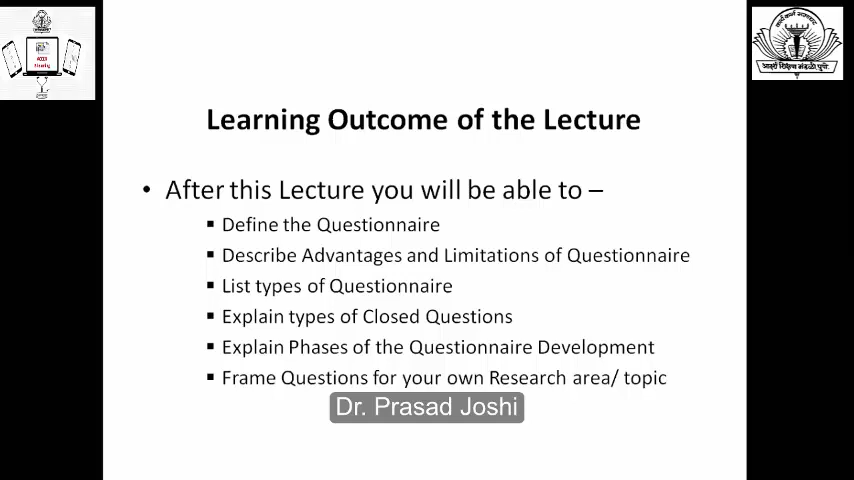 Learning Outcome of the Lecture
• After this Lecture you will be able to –
▪ Define the Questionnaire
▪ Describe Advantages and Limitations of Questionnaire
▪ List types of Questionnaire
▪ Explain types of Closed Questions
▪ Explain Phases of the Questionnaire Development
▪ Frame Questions for your own Research area/ topic
Dr. Prasad Joshi